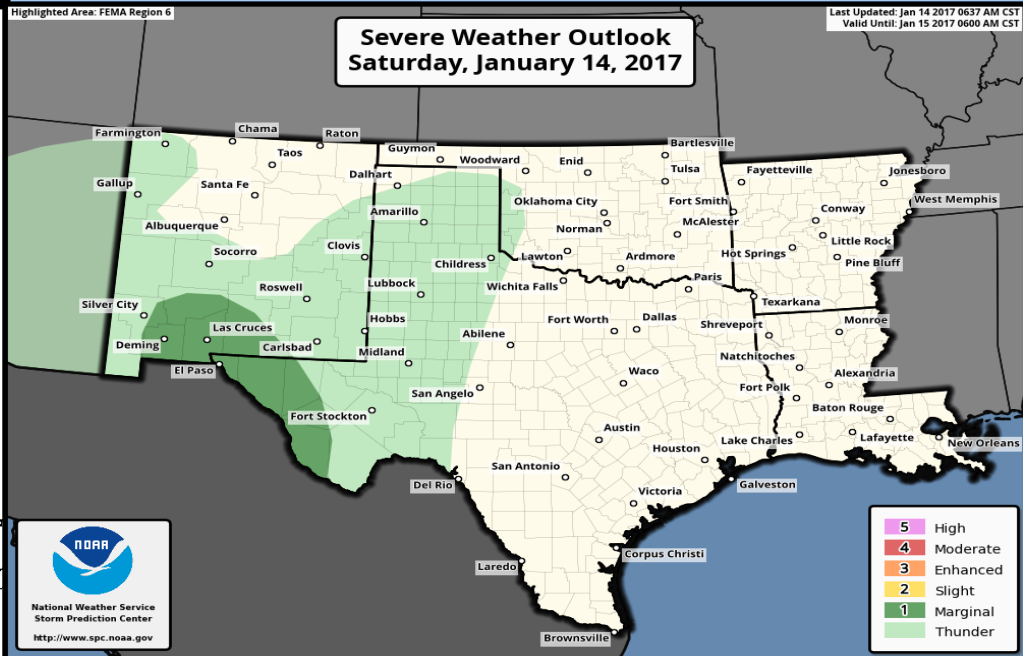 Highlighted Area: FEMA Region 6
Last Updated: Jan 14 2017 0637 AM CST
Valid Until: Jan 15 2017 0600 AM CST
Severe Weather Outlook
Saturday, January 14, 2017
Farmington
Chama
Raton
Guymon
Bartlesville
Taos
Woodward
Enid
Tulsa
Fayetteville
Jonesboro
Gallup
Santa Fe
Dalhart
Oklahoma City
Fort Smith
West Memphis
Albuquerque
Amarillo
Norman
McAlester
Conway
Socorro
Clovis
Childress
Lawton
Ardmore
Hot Springs
Little Rock
Pine Bluff
Roswell
Lubbock
Wichita Falls
Paris
Texarkana
Silver City
Las Cruces
Hobbs
Abilene
Fort Worth
Dallas
Shreveport
Monroe
Deming
Carlsbad
Midland
Natchitoches
El Paso
San Angelo
Waco
Fort Polk
Alexandria
Fort Stockton
Austin
Houston
Baton Rouge
Lake Charles
Lafayette
New Orleans
San Antonio
Del Rio
Victoria
Galveston
Laredo
Corpus Christi
Brownsville
NOAA
National Weather Service
Storm Prediction Center
http://www.spc.noaa.gov
5 High
4 Moderate
3 Enhanced
2 Slight
1 Marginal
Thunder